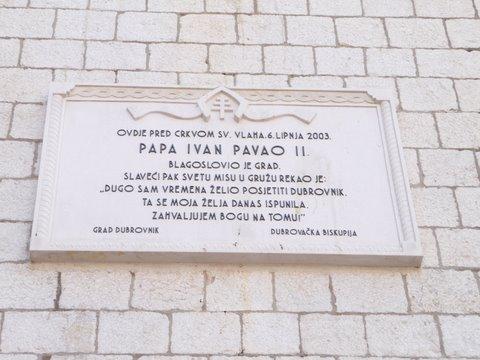 OVDJE PRED CRKVOM SV. VLAHA. 6. LIPNJA 2003.
PAPA IVAN PAVAO II.
BLAGOSLOVIO JE GRAD.
SLAVEĆI PAK SVETU MISU U GRUŽU REKAO JE:
„DUGO SAM VREMENA ŽELIO POSJETITI DUBROVNIK.
TA SE MOJA ŽELJA DANAS ISPUNILA.
ZAHVALJUJEM BOGU NA TOMU!"
GRAD DUBROVNIK DUBROVAČKA BISKUPIJA